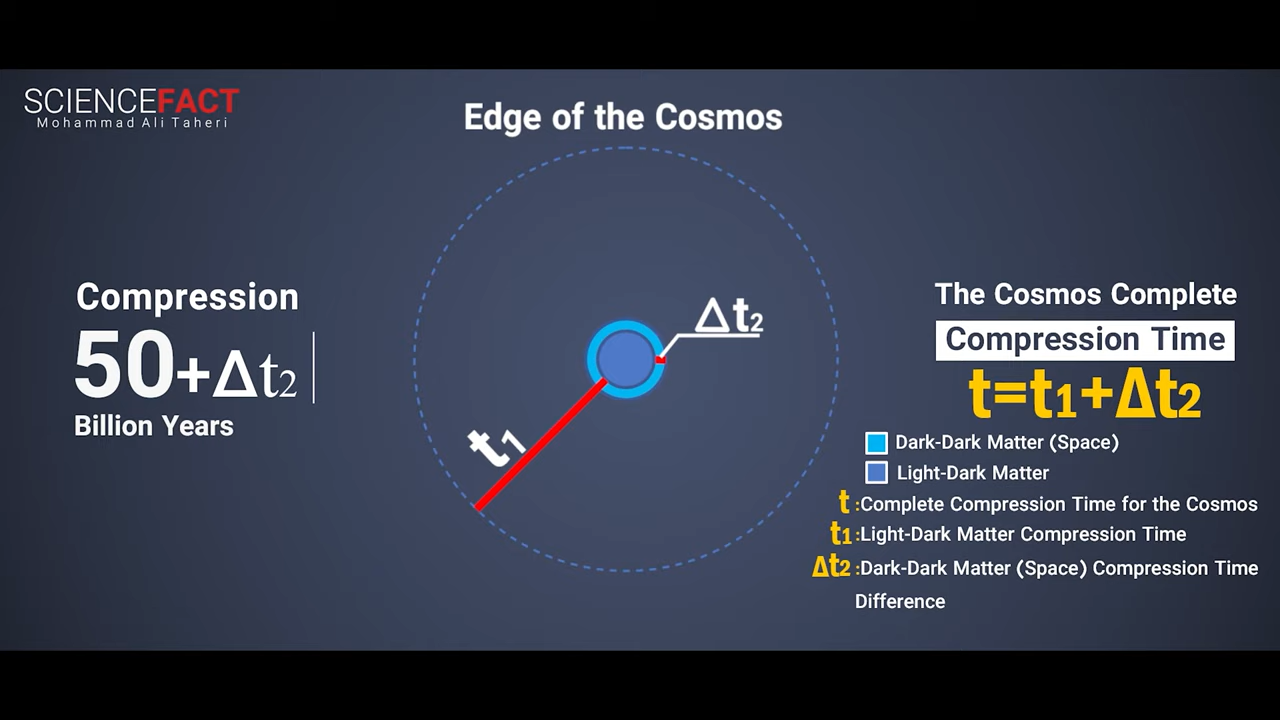 SCIENCEFACT
Mohammad Ali Taheri
Edge of the Cosmos
Compression
50+Δt2
Billion Years
Δt2
t1
The Cosmos Complete
Compression Time
t=t1+Δt2
Dark-Dark Matter (Space)
Light-Dark Matter
t :Complete Compression Time for the Cosmos
t1 :Light-Dark Matter Compression Time
Δt2 :Dark-Dark Matter (Space) Compression Time
Difference